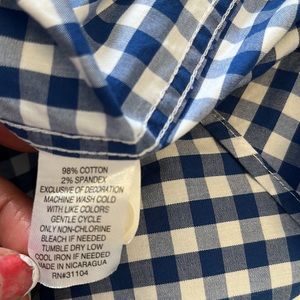 98% COTTON
2% SPANDEX
EXCLUSIVE OF DECORATION
MACHINE WASH COLD
WITH LIKE COLORS
GENTLE CYCLE
ONLY NON-CHLORINE
BLEACH IF NEEDED
TUMBLE DRY LOW
COOL IRON IF NEEDED
MADE IN NICARAGUA
RN#31104